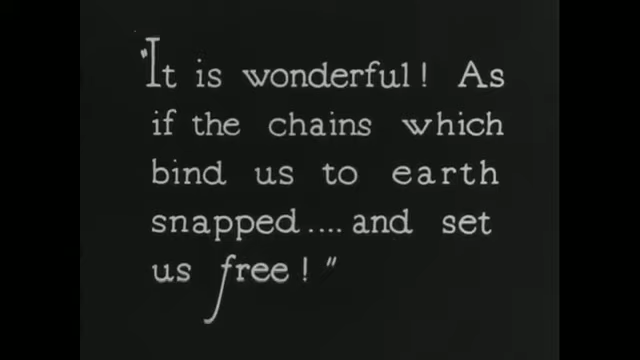 "It is wonderful! As
if the chains which
bind us to earth
snapped.... and set
us free!"